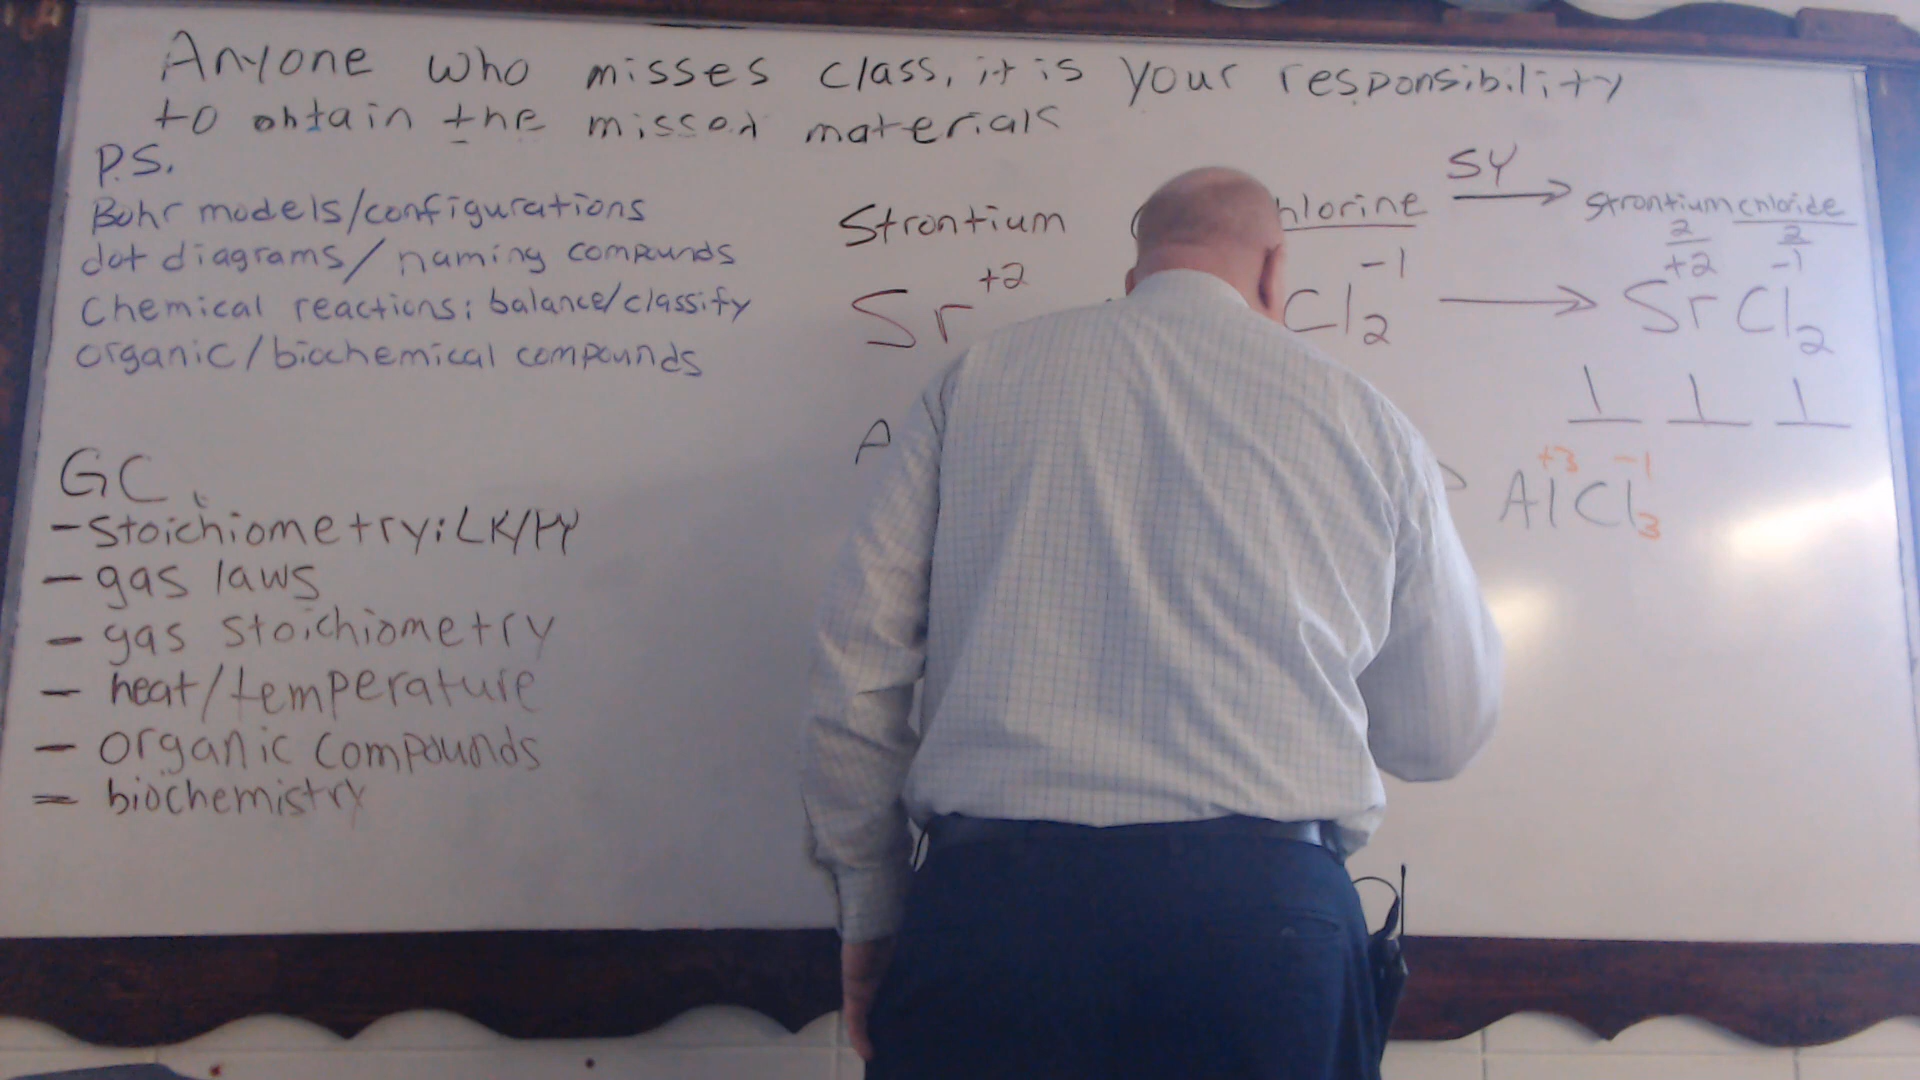 Anyone who misses class, it is your responsibility
to obtain the missed materials
P.S.
Bohr models/configurations
dot diagrams/naming compounds
Chemical reactions: balance/classify
organic/biochemical compounds
GC
- Stoichiometry: LR/
- gas laws
- gas stoichiometry
- heat/temperature
- organic compounds
= biochemistry
Strontium hlorine SY Strontium chloride
2 2
+2 -1 +2 -1
Sr Cl2 → SrCl2
1 1 1
+3 -1
A AlCl3